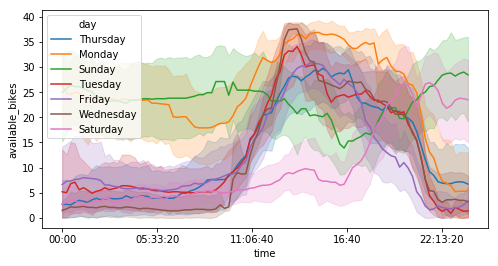 day
Thursday
Monday
Sunday
Tuesday
Friday
Wednesday
Saturday
available_bikes
40
35
30
25
20
15
10
5
0
00:00 05:33:20 11:06:40 16:40 22:13:20
time